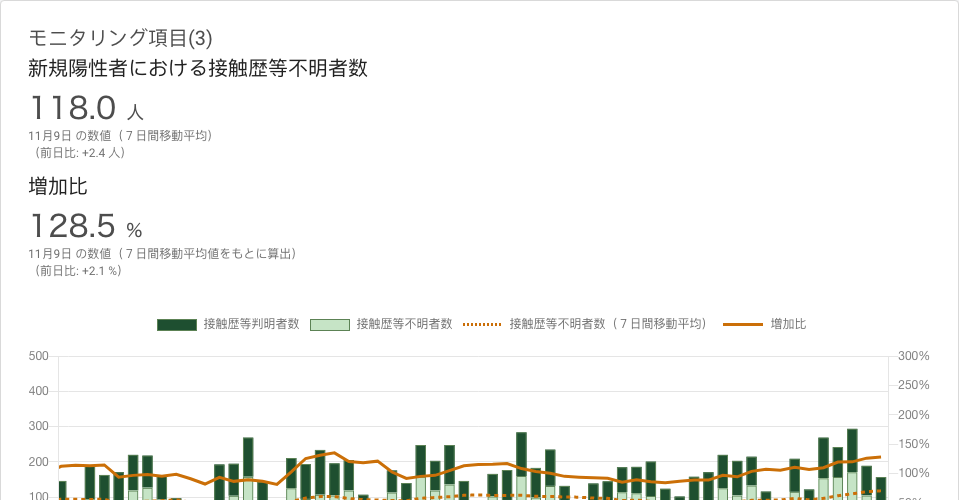 モニタリング項目(3)
新規陽性者における接触歴等不明者数
118.0 人
11月9日 の数値（７日間移動平均）
（前日比: +2.4 人）
増加比
128.5 %
11月9日 の数値（７日間移動平均値をもとに算出）
（前日比: +2.1 %）
接触歴等判明者数 接触歴等不明者数 接触歴等不明者数（７日間移動平均） 増加比
500 300%
400 250%
300 200%
200 150%
100 100%